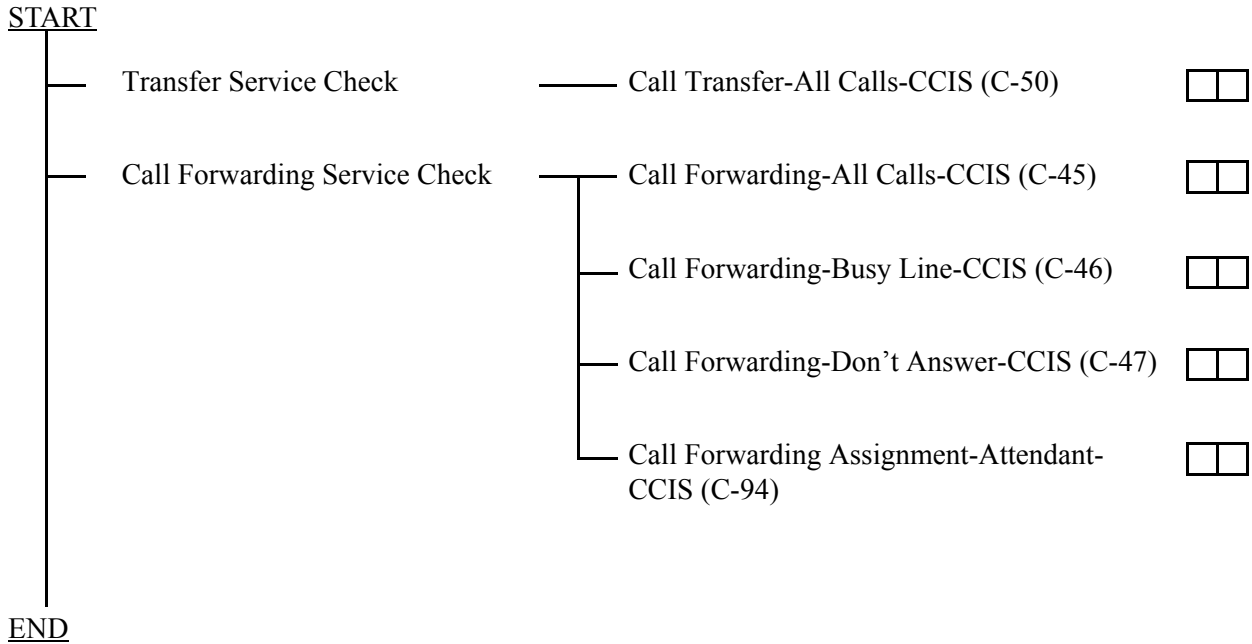 START
Transfer Service Check
Call Transfer-All Calls-CCIS (C-50)
Call Forwarding Service Check
Call Forwarding-All Calls-CCIS (C-45)
Call Forwarding-Busy Line-CCIS (C-46)
Call Forwarding-Don’t Answer-CCIS (C-47)
Call Forwarding Assignment-Attendant-
CCIS (C-94)
END